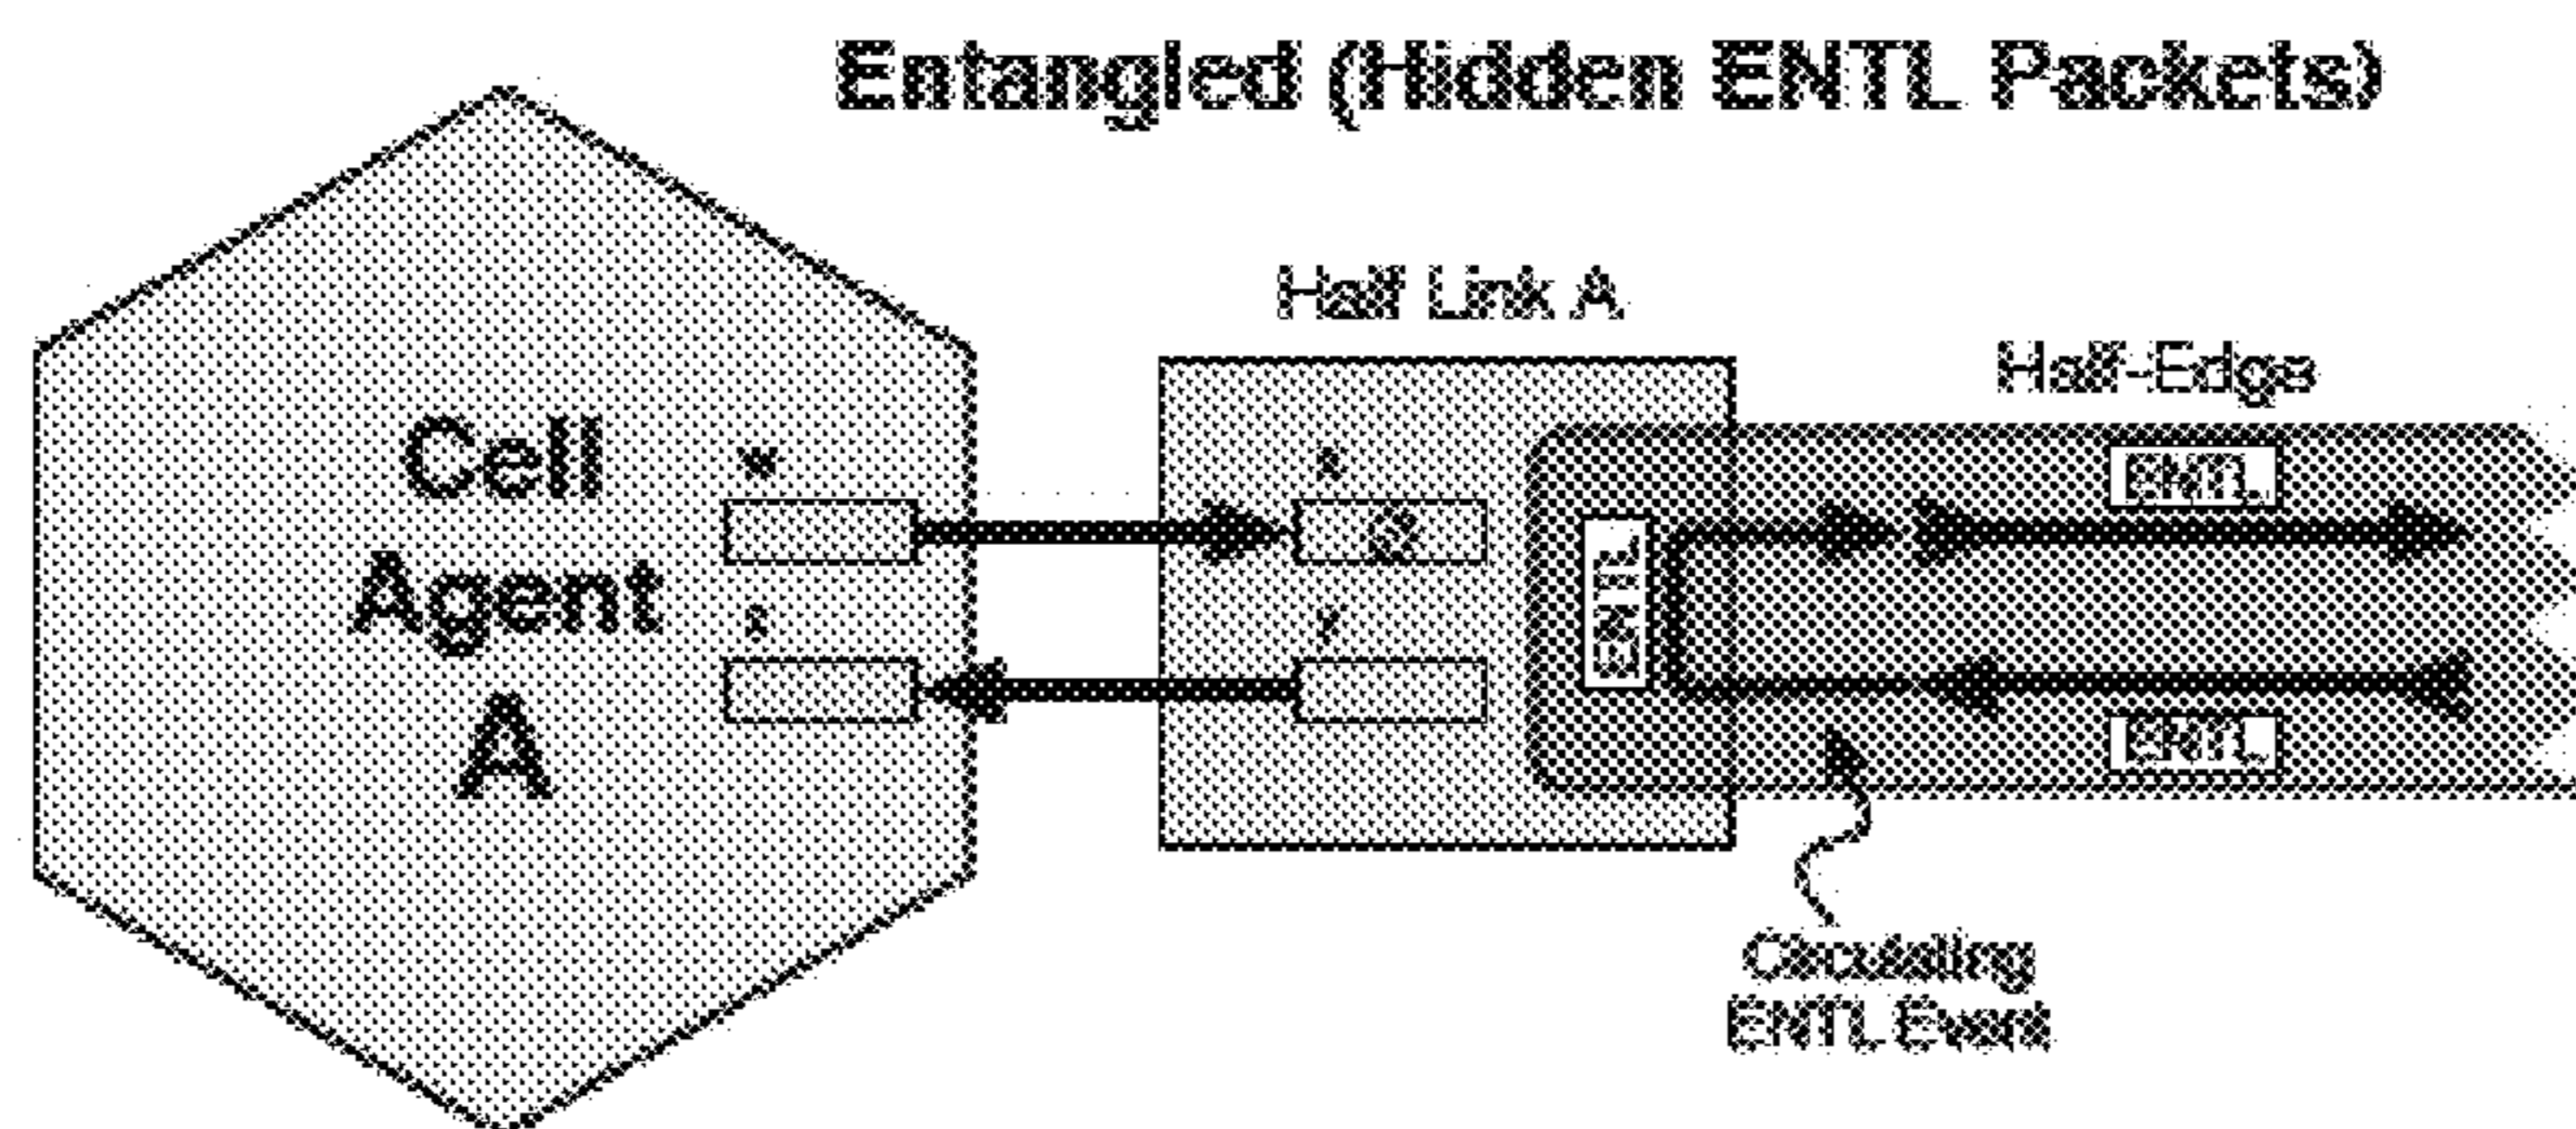 Entangled (Hidden ENTL Packets)
Half Link A
Half-Edge
Cell
Agent
A
w
y
ENTL
ENTL
ENTL
Circulating
ENTL Event